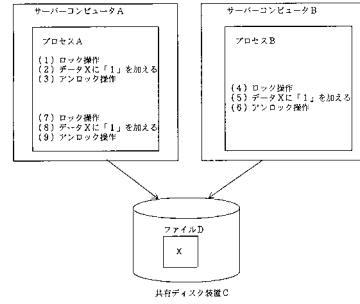 サーバーコンピュータA
プロセスA
(1) ロック操作
(2) データXに「1」を加える
(3) アンロック操作
(7) ロック操作
(8) データXに「1」を加える
(9) アンロック操作
サーバーコンピュータB
プロセスB
(4) ロック操作
(5) データXに「1」を加える
(6) アンロック操作
ファイルD
X
共有ディスク装置C